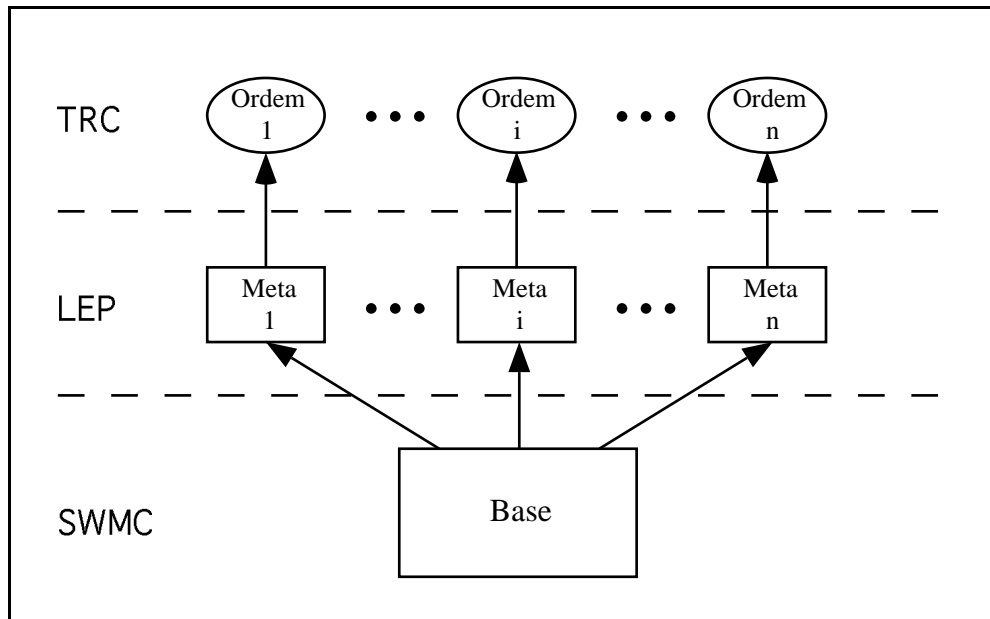 TRC
Ordem
1
Ordem
i
Ordem
n
LEP
Meta
1
Meta
i
Meta
n
SWMC
Base